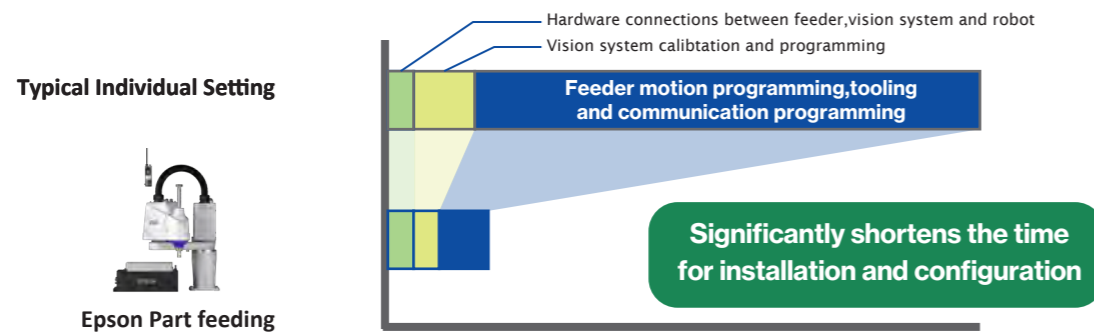 Hardware connections between feeder,vision system and robot
Vision system calibtation and programming
Typical Individual Setting
Feeder motion programming,tooling
and communication programming
Significantly shortens the time
for installation and configuration
Epson Part feeding